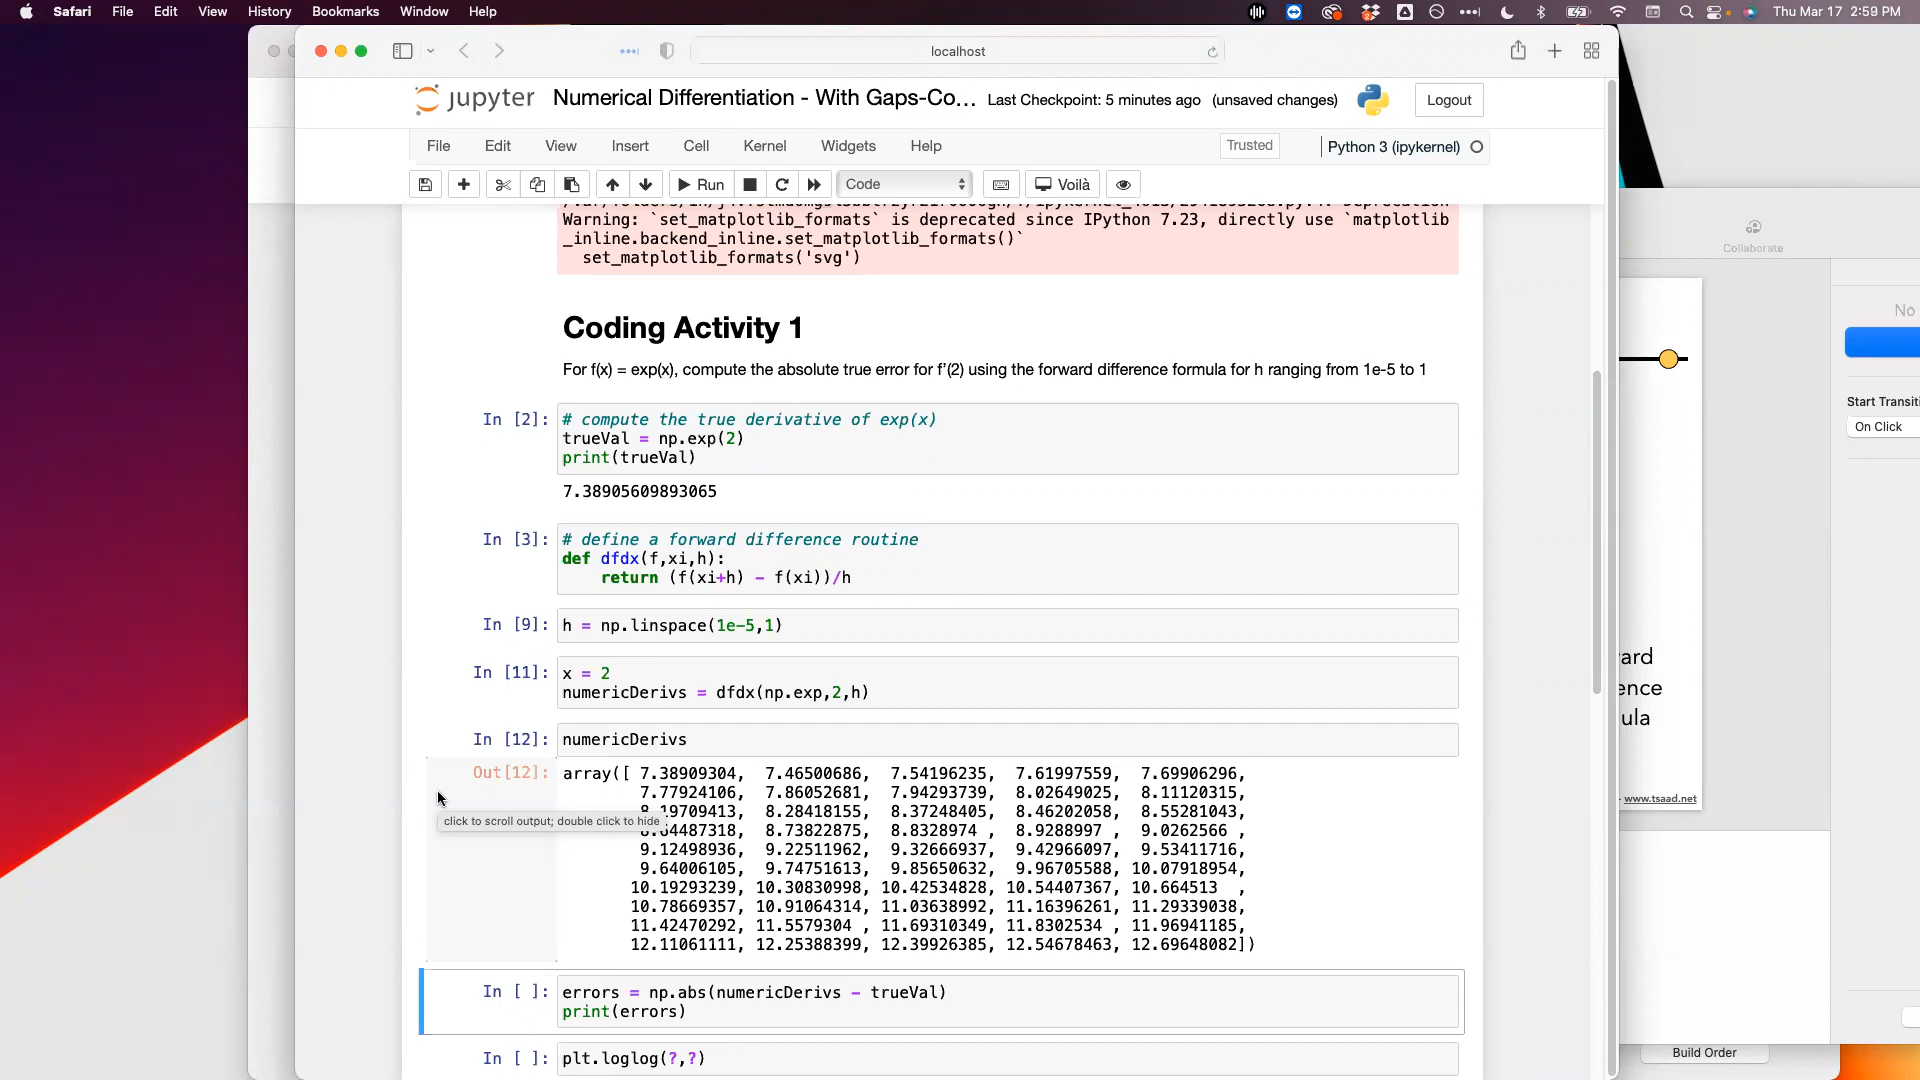 Safari File Edit View History Bookmarks Window Help
Thu Mar 17 2:59 PM
localhost
jupyter Numerical Differentiation - With Gaps-Co... Last Checkpoint: 5 minutes ago (unsaved changes)
Logout
File Edit View Insert Cell Kernel Widgets Help
Trusted
Python 3 (ipykernel)
Run
Code
Voilà
Warning: `set_matplotlib_formats` is deprecated since IPython 7.23, directly use `matplotlib
_inline.backend_inline.set_matplotlib_formats()`
set_matplotlib_formats('svg')
Coding Activity 1
For f(x) = exp(x), compute the absolute true error for f'(2) using the forward difference formula for h ranging from 1e-5 to 1
In [2]: # compute the true derivative of exp(x)
trueVal = np.exp(2)
print(trueVal)
7.38905609893065
In [3]: # define a forward difference routine
def dfdx(f,xi,h):
return (f(xi+h) - f(xi))/h
In [9]: h = np.linspace(1e-5,1)
In [11]: x = 2
numericDerivs = dfdx(np.exp,2,h)
In [12]: numericDerivs
Out[12]: array([ 7.38909304, 7.46500686, 7.54196235, 7.61997559, 7.69906296,
7.77924106, 7.86052681, 7.94293739, 8.02649025, 8.11120315,
8.19709413, 8.28418155, 8.37248405, 8.46202058, 8.55281043,
click to scroll output; double click to hide
8.73822875, 8.8328974 , 8.9288997 , 9.0262566 ,
9.12498936, 9.22511962, 9.32666937, 9.42966097, 9.53411716,
9.64006105, 9.74751613, 9.85650632, 9.96705588, 10.07918954,
10.19293239, 10.30830998, 10.42534828, 10.54407367, 10.664513 ,
10.78669357, 10.91064314, 11.03638992, 11.16396261, 11.29339038,
11.42470292, 11.5579304 , 11.69310349, 11.8302534 , 11.96941185,
12.11061111, 12.25388399, 12.39926385, 12.54678463, 12.69648082])
In [ ]: errors = np.abs(numericDerivs - trueVal)
print(errors)
In [ ]: plt.loglog(?,?)
Collaborate
No
Start Transiti
On Click
ard
ence
ula
www.tsaad.net
Build Order